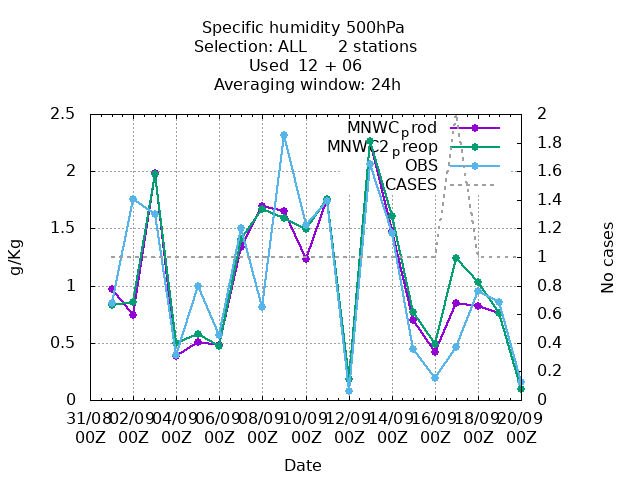 Specific humidity 500hPa
Selection: ALL      2 stations
Used  12 + 06
Averaging window: 24h
MNWCprod
MNWC2preop
OBS
CASES
g/Kg
No cases
2.5
2
1.5
1
0.5
0
2
1.8
1.6
1.4
1.2
1
0.8
0.6
0.4
0.2
0
31/08 02/09 04/09 06/09 08/09 10/09 12/09 14/09 16/09 18/09 20/09
00Z 00Z 00Z 00Z 00Z 00Z 00Z 00Z 00Z 00Z 00Z
Date